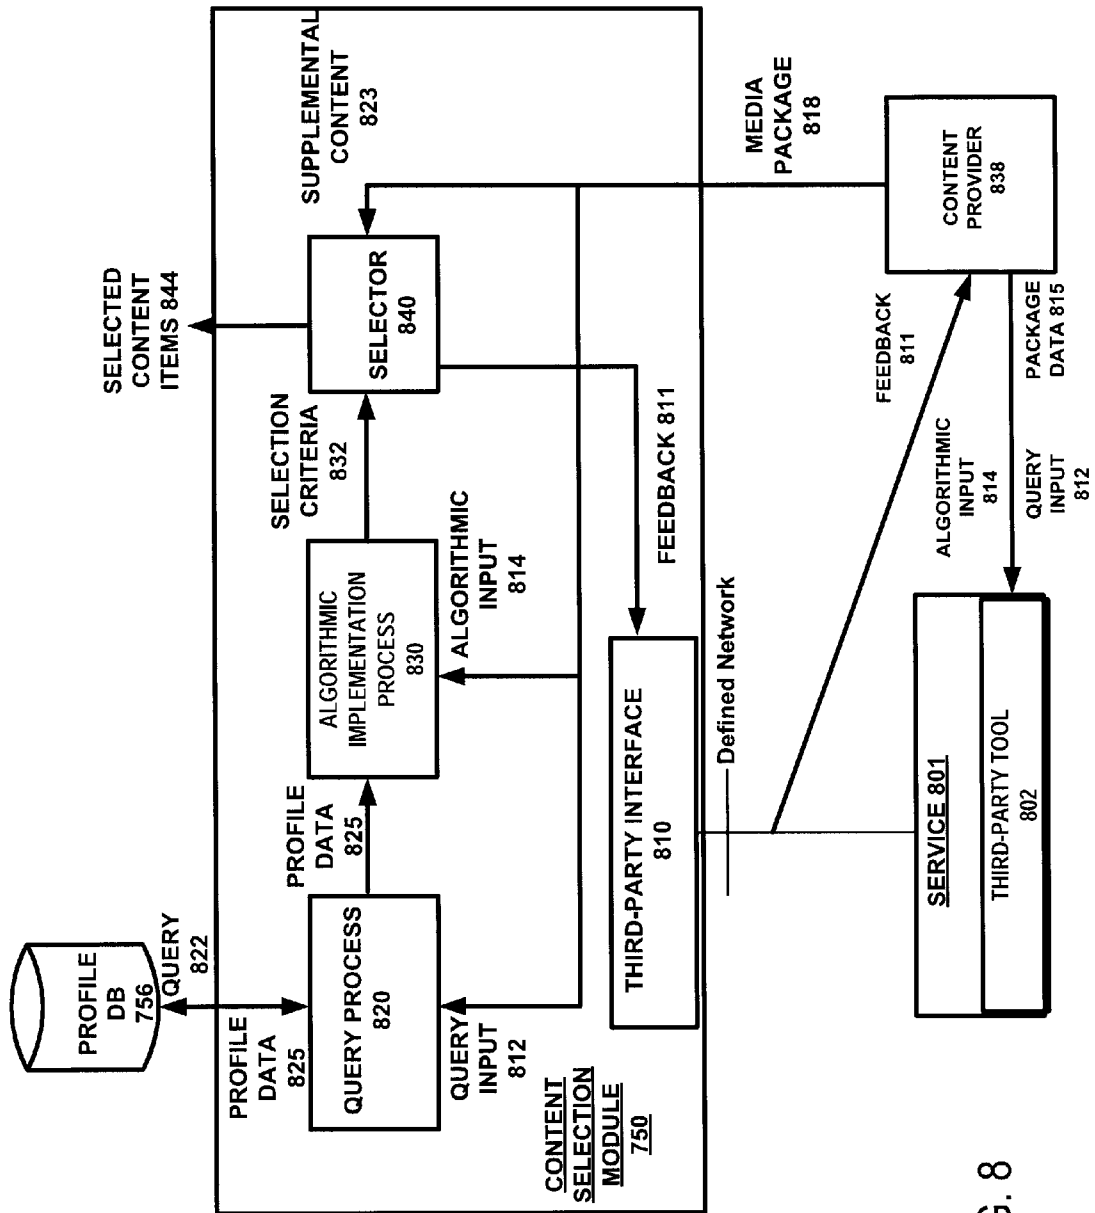 PROFILE
DB
756
QUERY
822
PROFILE
DATA
825
QUERY PROCESS
820
QUERY
INPUT
812
PROFILE
DATA
825
ALGORITHMIC
IMPLEMENTATION
PROCESS
830
ALGORITHMIC
INPUT
814
SELECTION
CRITERIA
832
SELECTOR
840
SELECTED
CONTENT
ITEMS 844
SUPPLEMENTAL
CONTENT
823
CONTENT
SELECTION
MODULE
750
THIRD-PARTY INTERFACE
810
FEEDBACK 811
Defined Network
MEDIA
PACKAGE
818
SERVICE 801
THIRD-PARTY TOOL
802
ALGORITHMIC
INPUT
814
QUERY
INPUT
812
FEEDBACK
811
PACKAGE
DATA 815
CONTENT
PROVIDER
838
G. 8